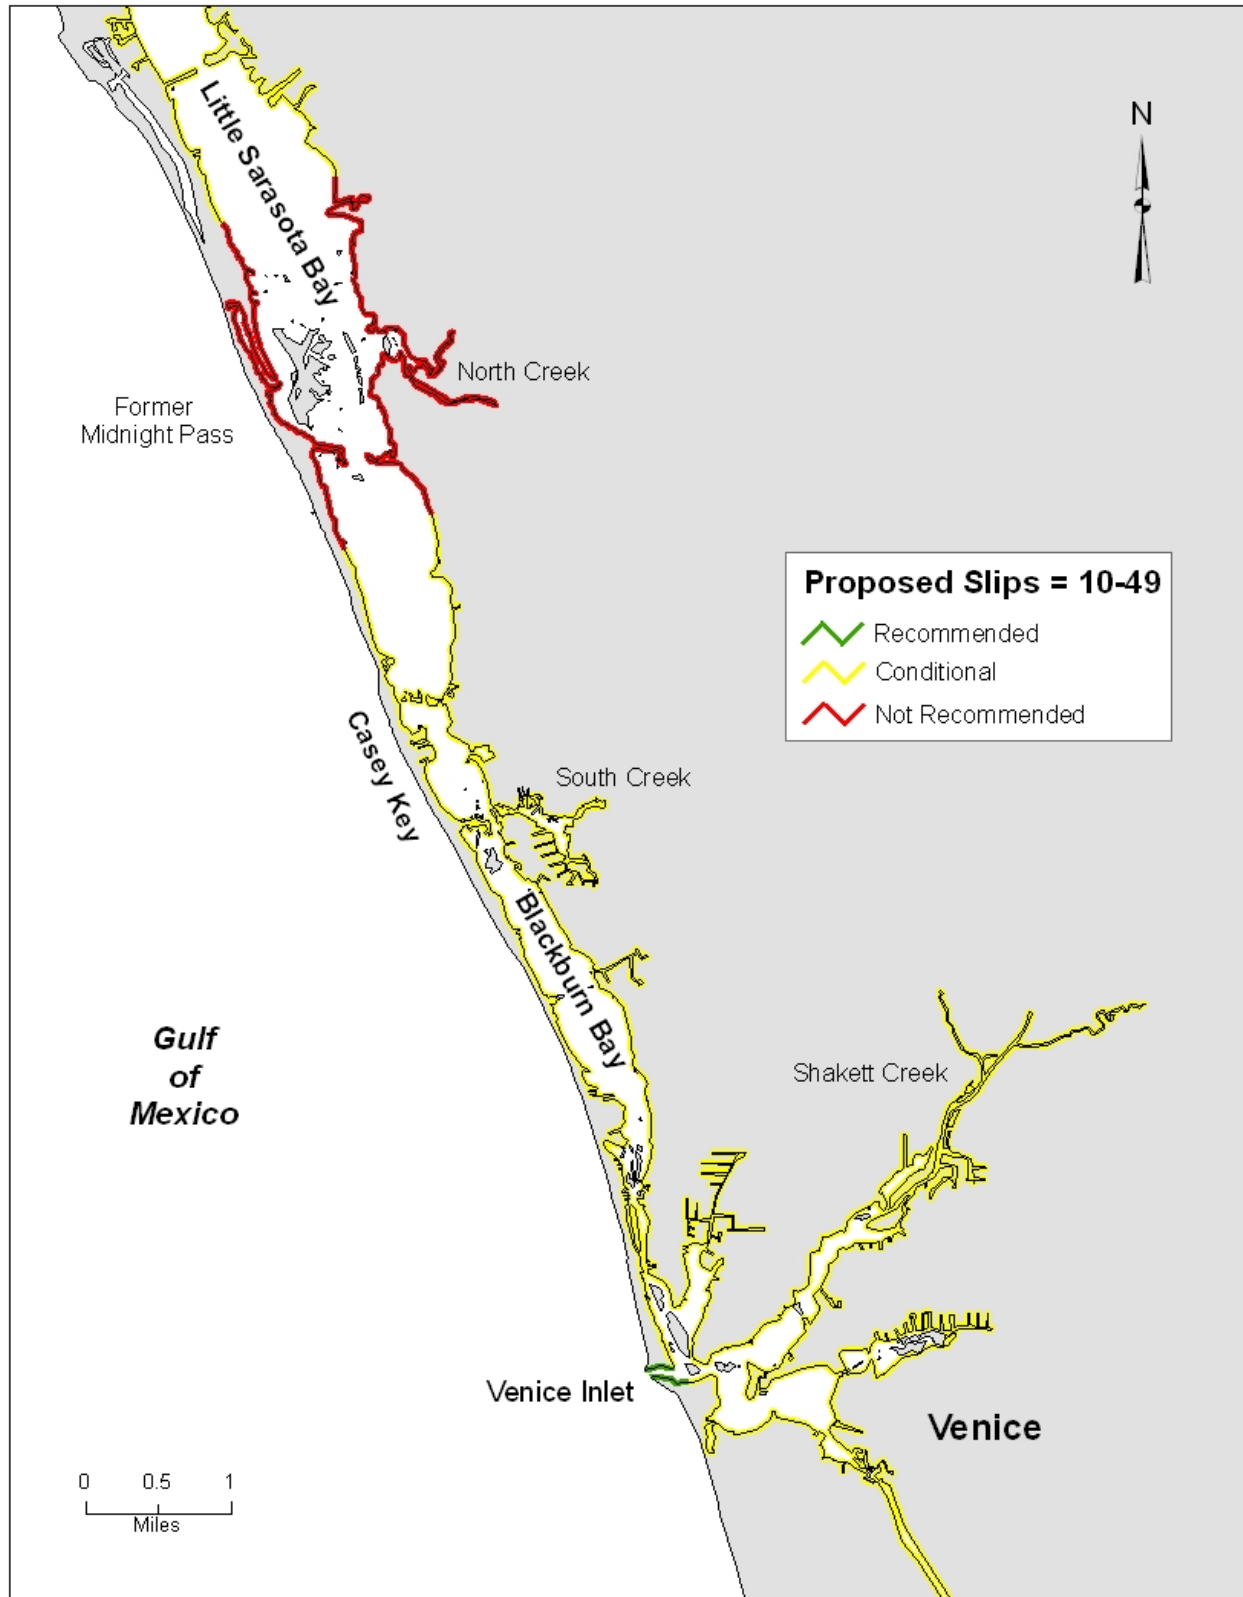 N
Little Sarasota Bay
North Creek
Former
Midnight Pass
Proposed Slips = 10-49
Recommended
Conditional
Not Recommended
Casey Key
South Creek
Blackburn Bay
Gulf
of
Mexico
Shakett Creek
Venice Inlet
Venice
0 0.5 1
Miles